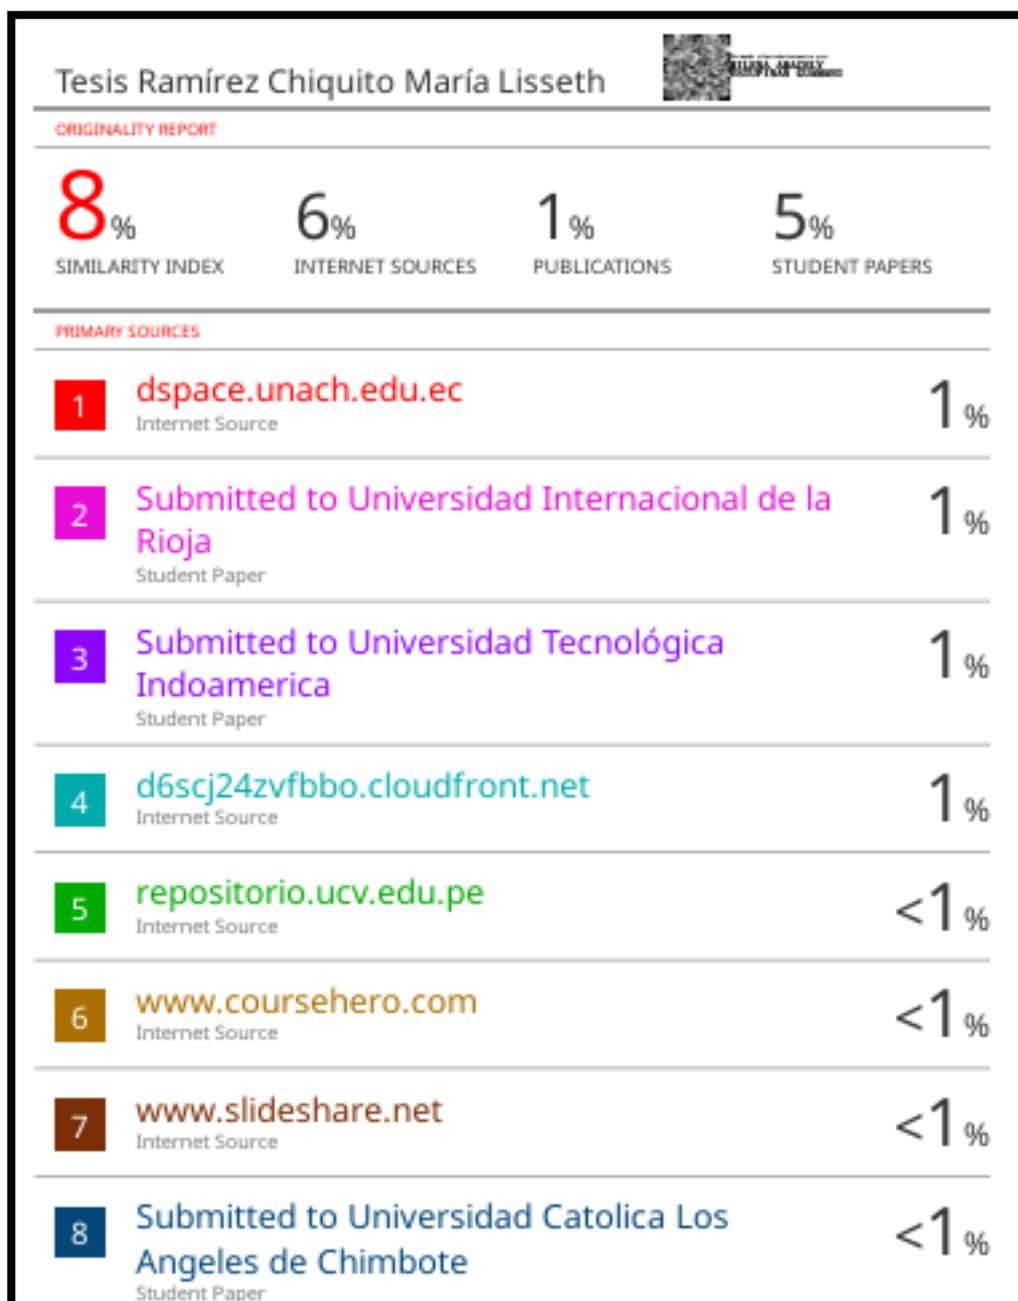 Tesis Ramírez Chiquito María Lisseth
ORIGINALITY REPORT
8%
6%
1%
5%
SIMILARITY INDEX
INTERNET SOURCES
PUBLICATIONS
STUDENT PAPERS
PRIMARY SOURCES
1
dspace.unach.edu.ec
Internet Source
1%
2
Submitted to Universidad Internacional de la
Rioja
Student Paper
1%
3
Submitted to Universidad Tecnológica
Indoamerica
Student Paper
1%
4
d6scj24zvfbbo.cloudfront.net
Internet Source
1%
5
repositorio.ucv.edu.pe
Internet Source
<1%
6
www.coursehero.com
Internet Source
<1%
7
www.slideshare.net
Internet Source
<1%
8
Submitted to Universidad Catolica Los
Angeles de Chimbote
Student Paper
<1%